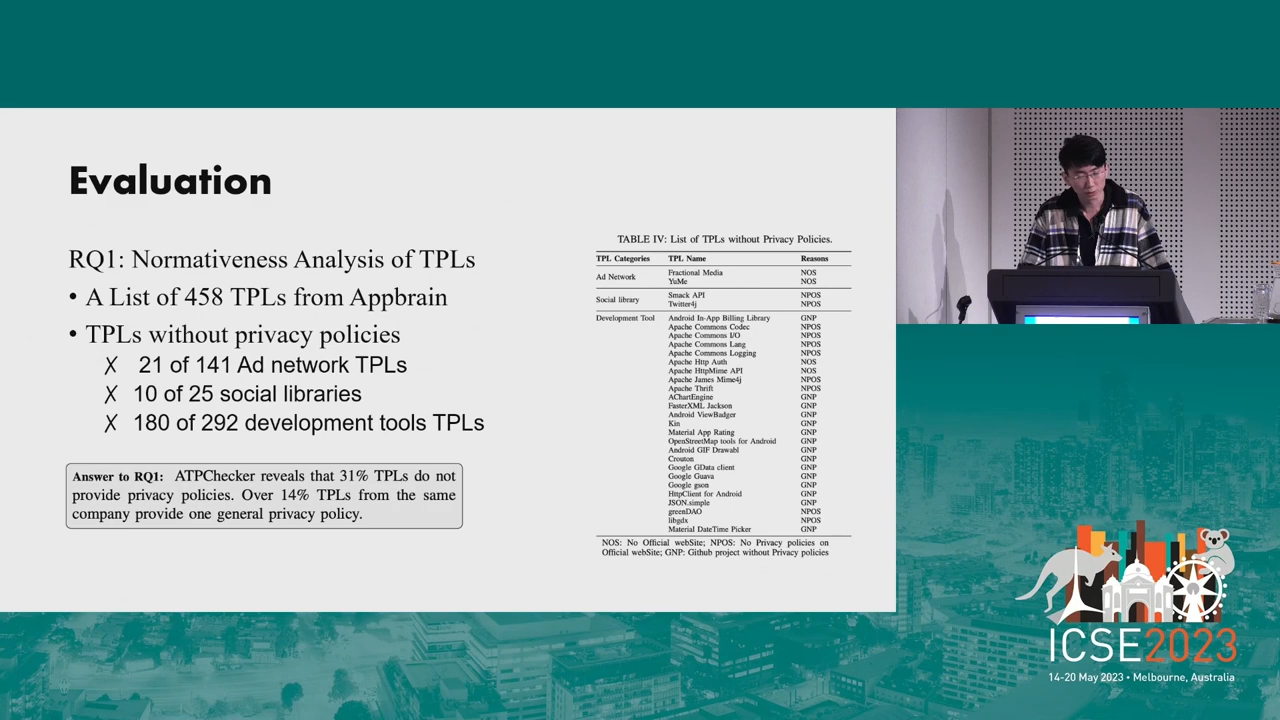 Evaluation
RQ1: Normativeness Analysis of TPLs
• A List of 458 TPLs from Appbrain
• TPLs without privacy policies
✗ 21 of 141 Ad network TPLs
✗ 10 of 25 social libraries
✗ 180 of 292 development tools TPLs
Answer to RQ1: ATPChecker reveals that 31% TPLs do not
provide privacy policies. Over 14% TPLs from the same
company provide one general privacy policy.
TABLE IV: List of TPLs without Privacy Policies.
TPL Categories TPL Name Reasons
Ad Network Fractional Media NOS
YuMe NOS
Social library Smack API NPOS
Twitter4j NPOS
Development Tool Android In-App Billing Library GNP
Apache Commons Codec NPOS
Apache Commons I/O NPOS
Apache Commons Lang NPOS
Apache Commons Logging NPOS
Apache Http Auth NOS
Apache HttpMime API NOS
Apache James Mime4j NPOS
Apache Thrift NPOS
AChartEngine GNP
FasterXML Jackson GNP
Android ViewBadger GNP
Kin GNP
Material App Rating GNP
OpenStreetMap tools for Android GNP
Android GIF Drawabl GNP
Crouton GNP
Google GData client GNP
Google Guava GNP
Google gson GNP
HttpClient for Android GNP
JSON.simple GNP
greenDAO NPOS
libgdx NPOS
Material DateTime Picker GNP
NOS: No Official webSite; NPOS: No Privacy policies on
Official webSite; GNP: Github project without Privacy policies
ICSE2023
14-20 May 2023 • Melbourne, Australia